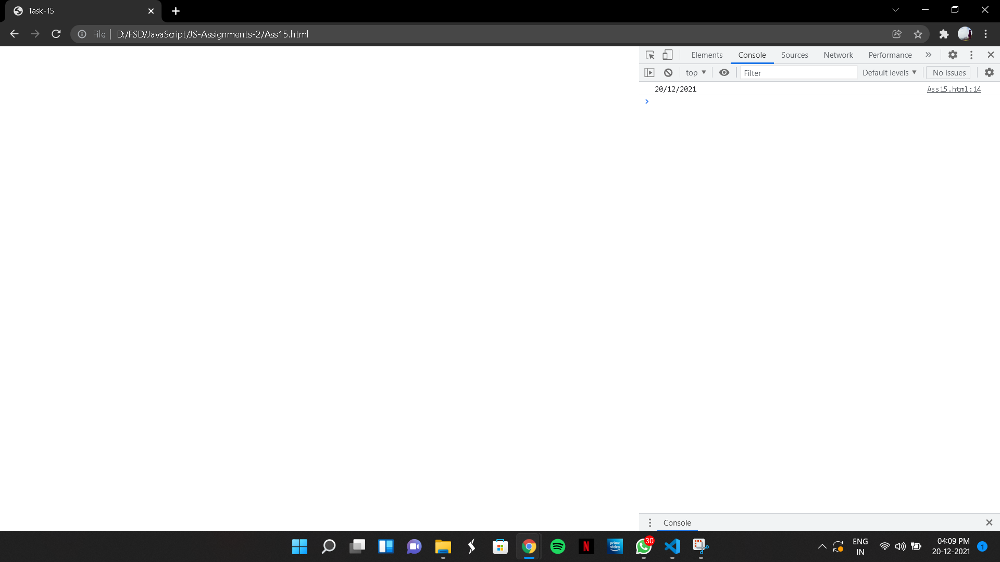 Task-15
File
D:/FSD/JavaScript/JS-Assignments-2/Ass15.html
Elements Console Sources Network Performance
top Filter Default levels No Issues
20/12/2021 Ass15.html:14
Console
prime video
N
30
ENG
IN
04:09 PM
20-12-2021
1